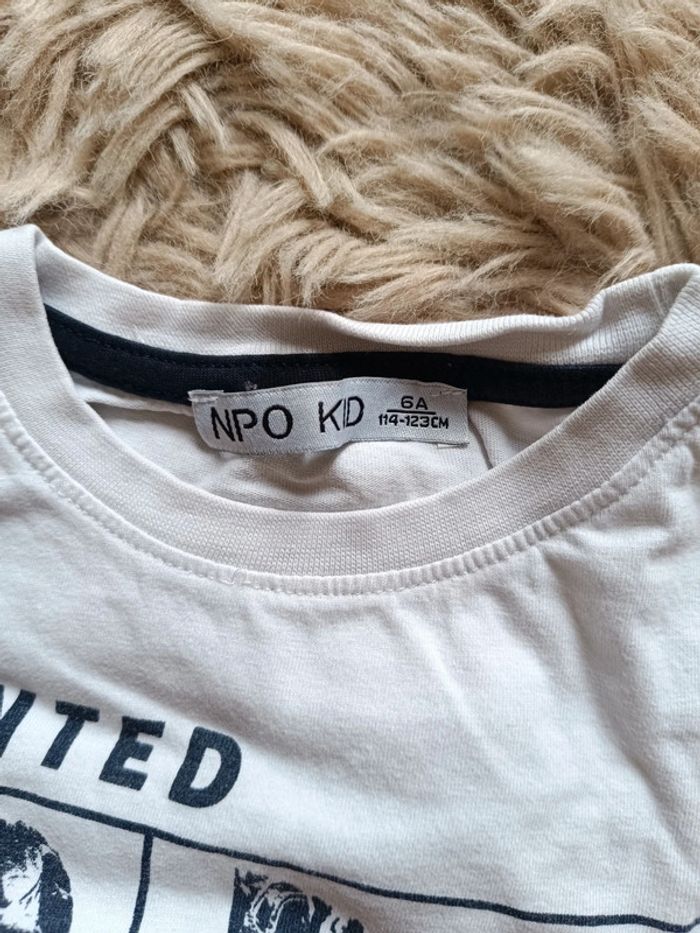 NPO KID
6A
114-123CM
NTED